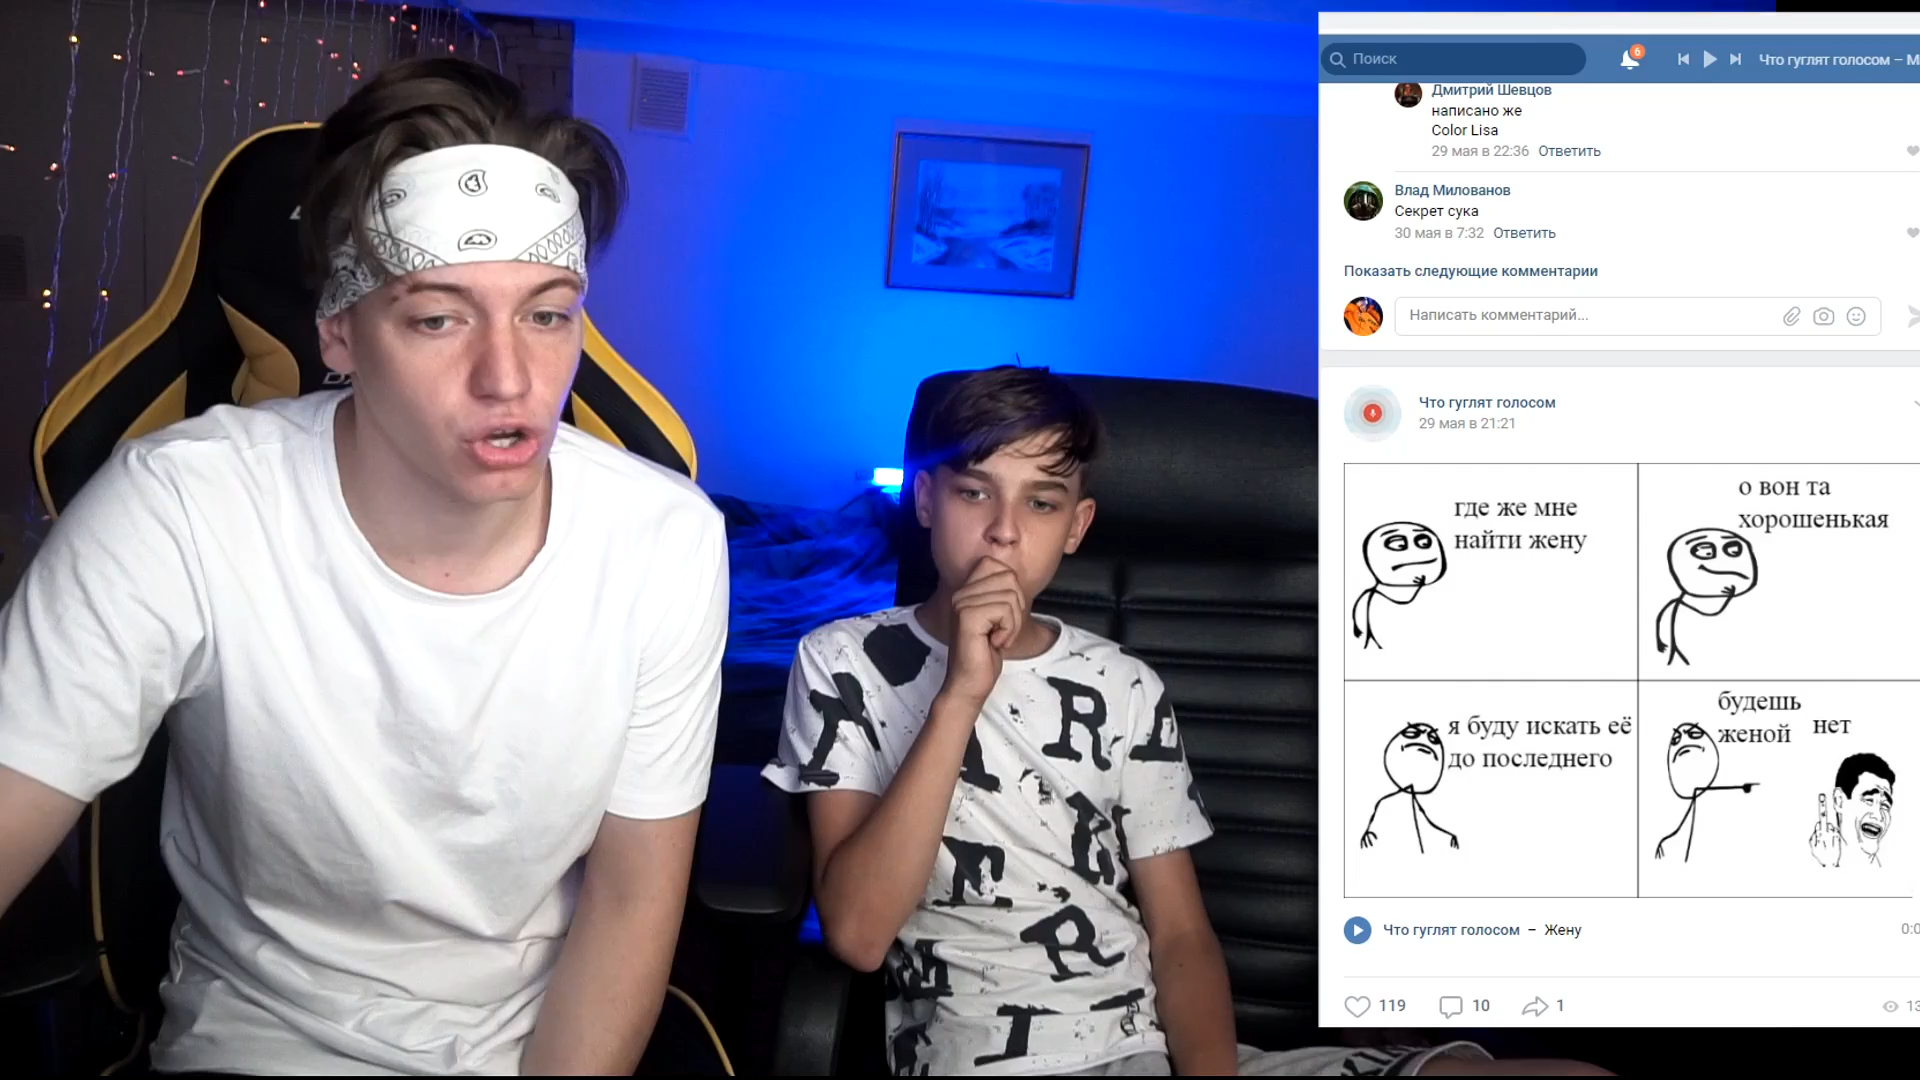 Поиск
6
Что гуглят голосом –
Дмитрий Шевцов
написано же
Color Lisa
29 мая в 22:36 Ответить
Влад Милованов
Секрет сука
30 мая в 7:32 Ответить
Показать следующие комментарии
Написать комментарий...
Что гуглят голосом
29 мая в 21:21
где же мне
найти жену
о вон та
хорошенькая
я буду искать её
до последнего
будешь
женой
нет
Что гуглят голосом – Жену
119
10
1